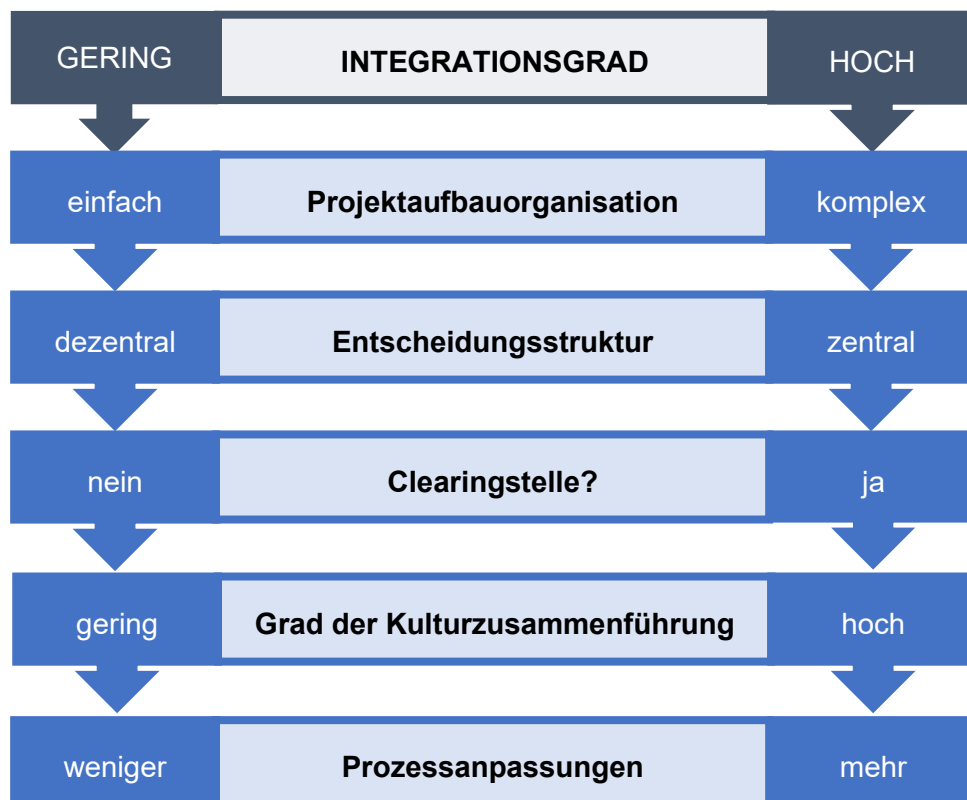 GERING INTEGRATIONSGRAD HOCH
einfach Projektaufbauorganisation komplex
dezentral Entscheidungsstruktur zentral
nein Clearingstelle? ja
gering Grad der Kulturzusammenführung hoch
weniger Prozessanpassungen mehr